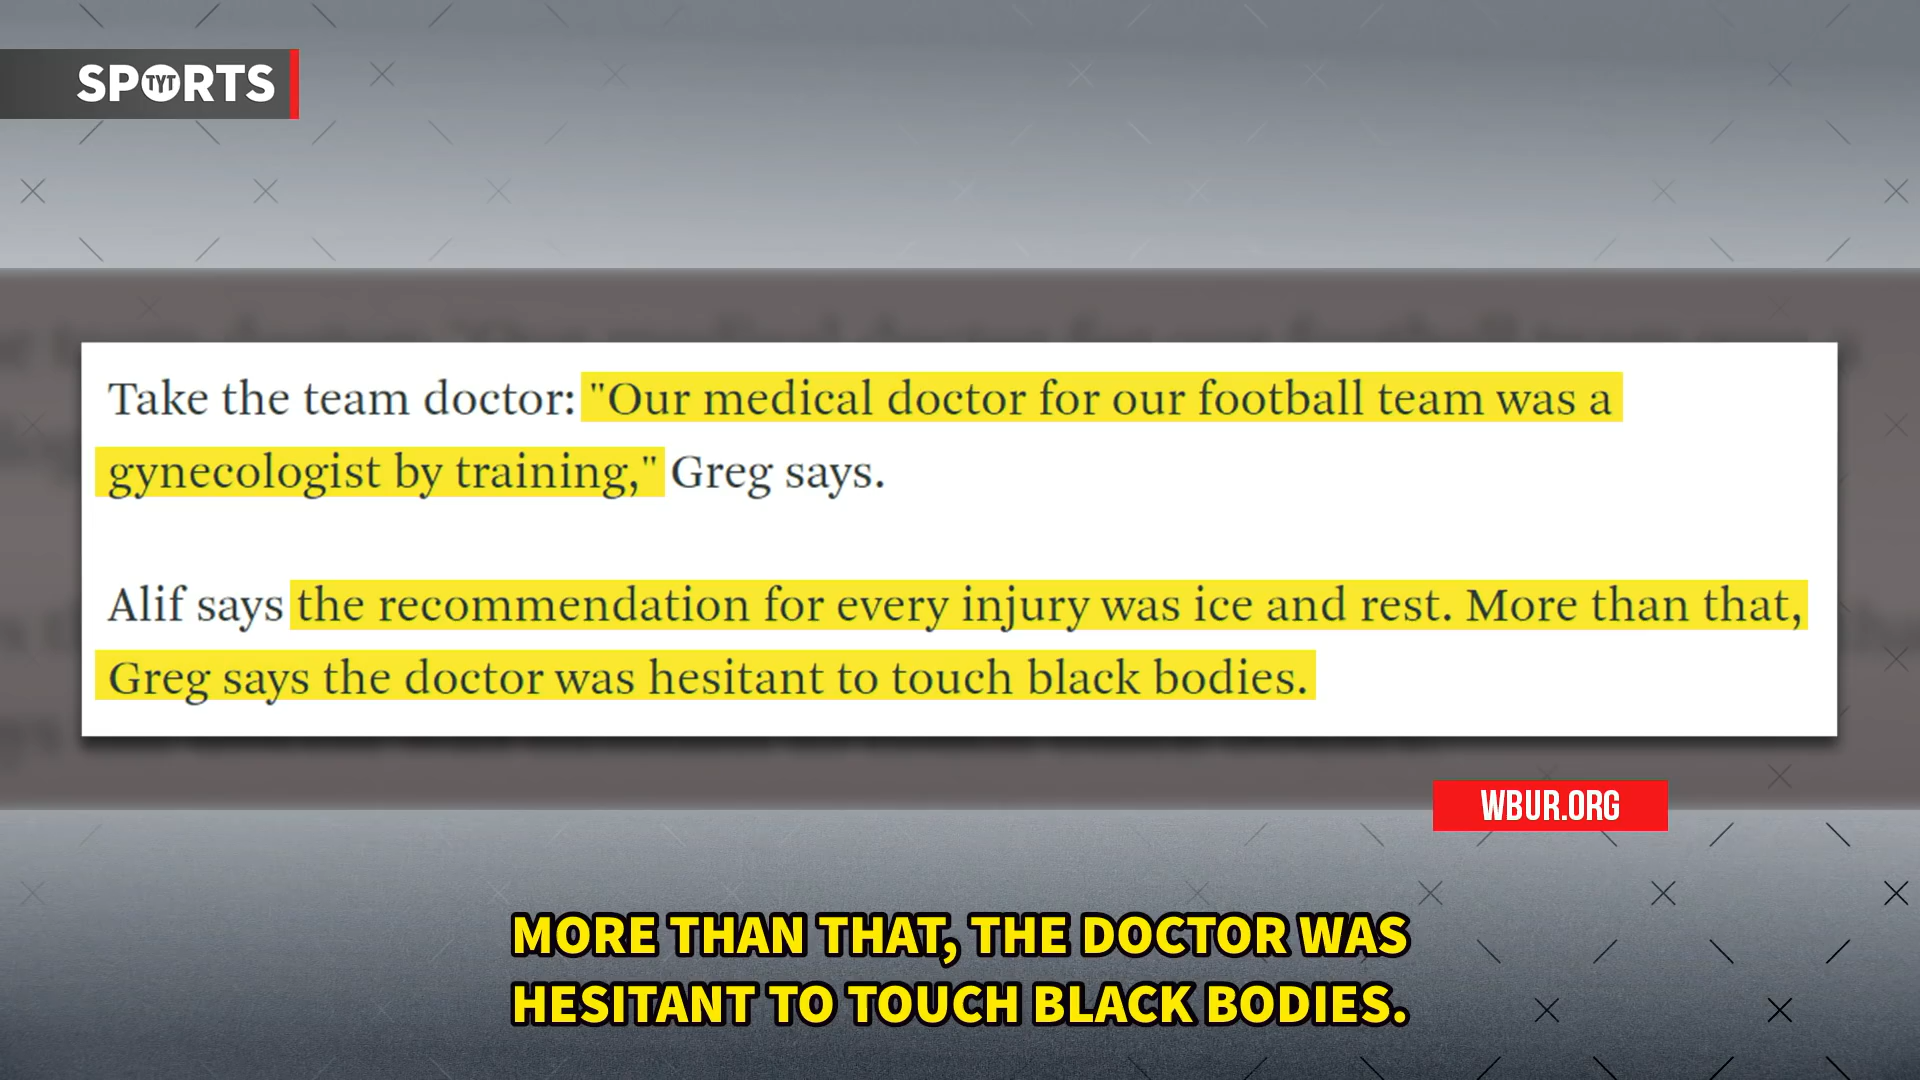 SPORTS
TYT
Take the team doctor: "Our medical doctor for our football team was a
gynecologist by training," Greg says.
Alif says the recommendation for every injury was ice and rest. More than that,
Greg says the doctor was hesitant to touch black bodies.
WBUR.ORG
MORE THAN THAT, THE DOCTOR WAS
HESITANT TO TOUCH BLACK BODIES.